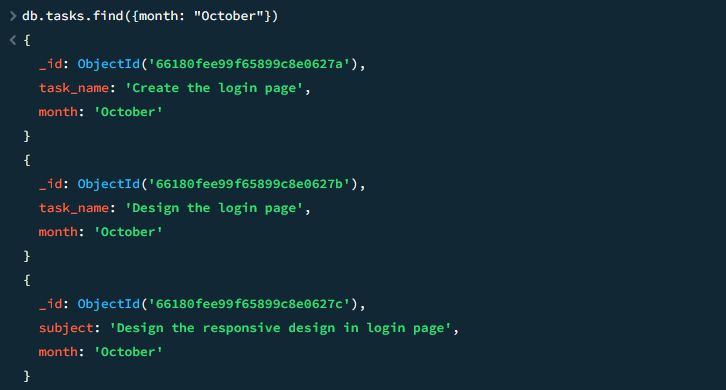 > db.tasks.find({month: "October"})
< {
_id: ObjectId('66180fee99f65899c8e0627a'),
task_name: 'Create the login page',
month: 'October'
}
{
_id: ObjectId('66180fee99f65899c8e0627b'),
task_name: 'Design the login page',
month: 'October'
}
{
_id: ObjectId('66180fee99f65899c8e0627c'),
subject: 'Design the responsive design in login page',
month: 'October'
}